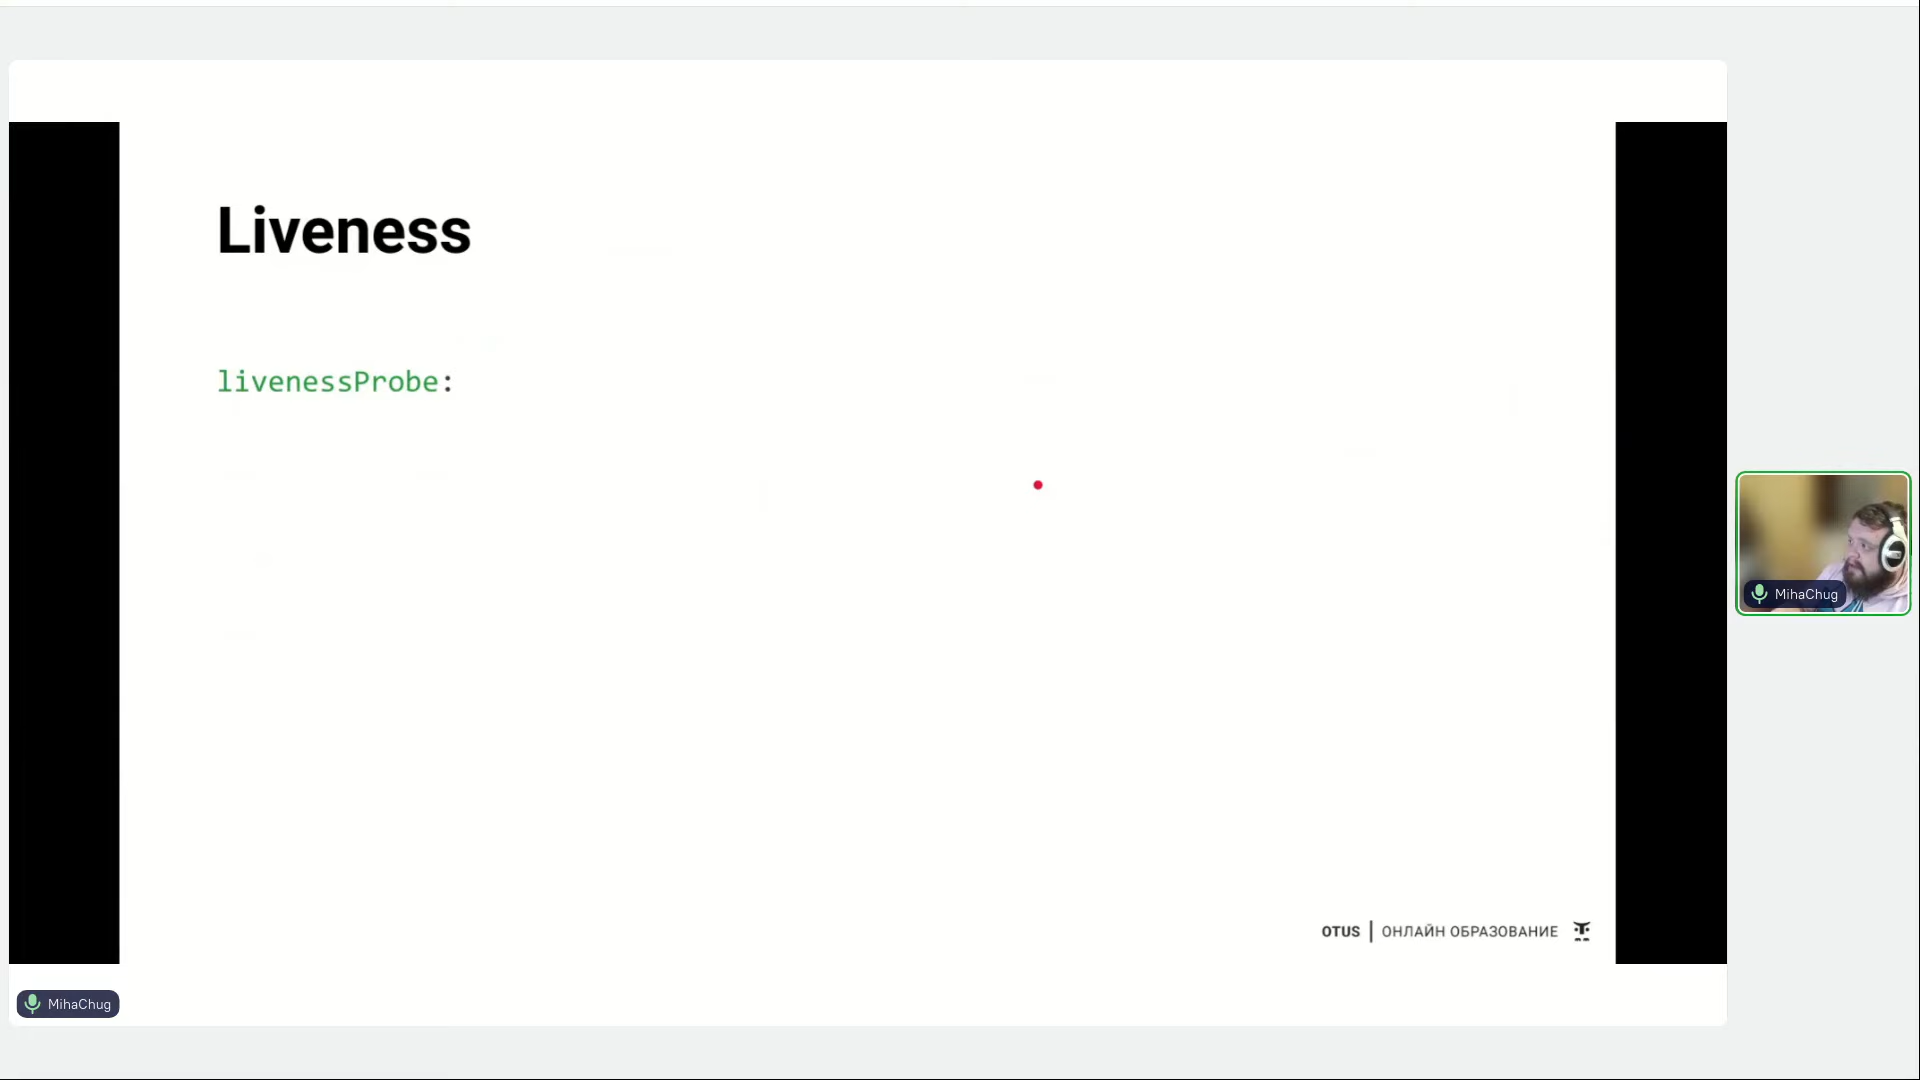 Liveness
livenessProbe:
MihaChug
OTUS | ОНЛАЙН ОБРАЗОВАНИЕ
MihaChug